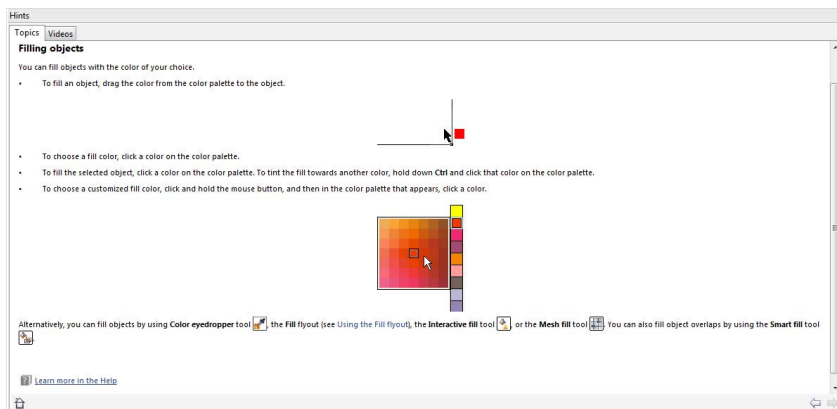 Hints
Topics Videos
Filling objects
You can fill objects with the color of your choice.
• To fill an object, drag the color from the color palette to the object.
• To choose a fill color, click a color on the color palette.
• To fill the selected object, click a color on the color palette. To tint the fill towards another color, hold down Ctrl and click that color on the color palette.
• To choose a customized fill color, click and hold the mouse button, and then in the color palette that appears, click a color.
Alternatively, you can fill objects by using Color eyedropper tool , the Fill flyout (see Using the Fill flyout), the Interactive fill tool , or the Mesh fill tool . You can also fill object overlaps by using the Smart fill tool
.
Learn more in the Help